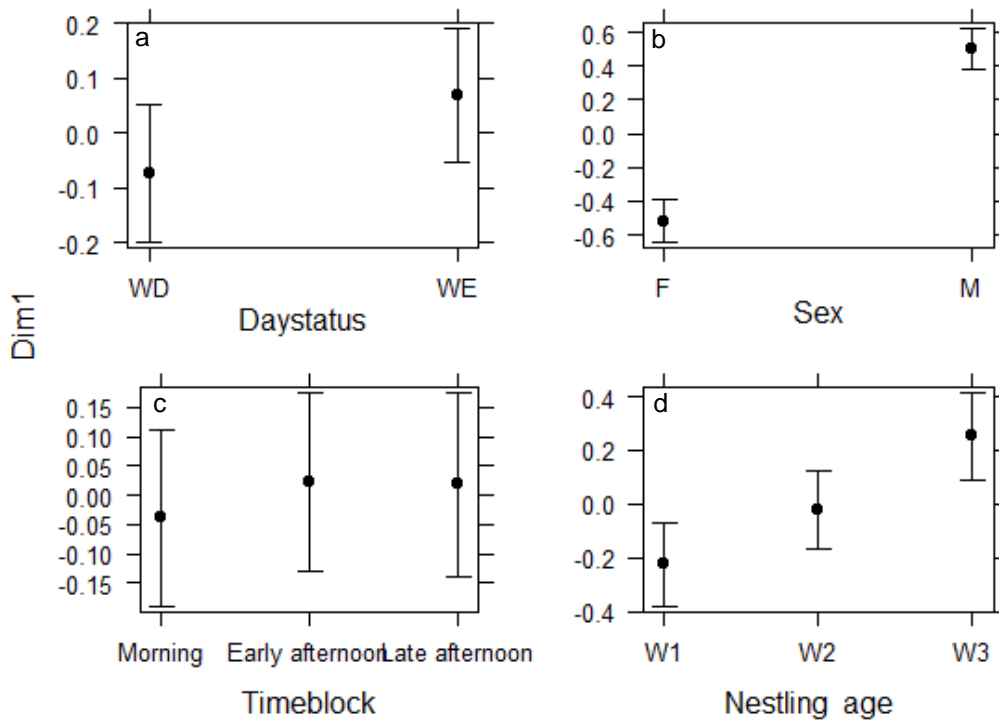 Dim1
a
0.2
0.1
0.0
-0.1
-0.2
WD WE
Daystatus
b
0.6
0.4
0.2
0.0
-0.2
-0.4
-0.6
F M
Sex
c
0.15
0.10
0.05
0.00
-0.05
-0.10
-0.15
Morning Early afternoon Late afternoon
Timeblock
d
0.4
0.2
0.0
-0.2
-0.4
W1 W2 W3
Nestling age